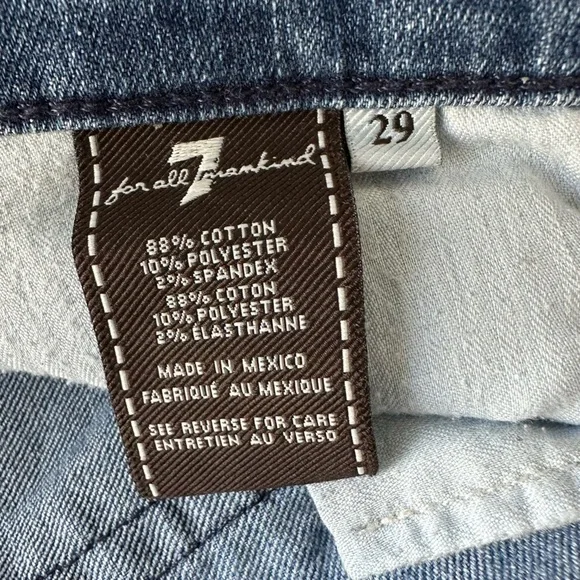 29
for all 7 mankind
88% COTTON
10% POLYESTER
2% SPANDEX
88% COTON
10% POLYESTER
2% ÉLASTHANNE
MADE IN MEXICO
FABRIQUÉ AU MEXIQUE
SEE REVERSE FOR CARE
ENTRETIEN AU VERSO